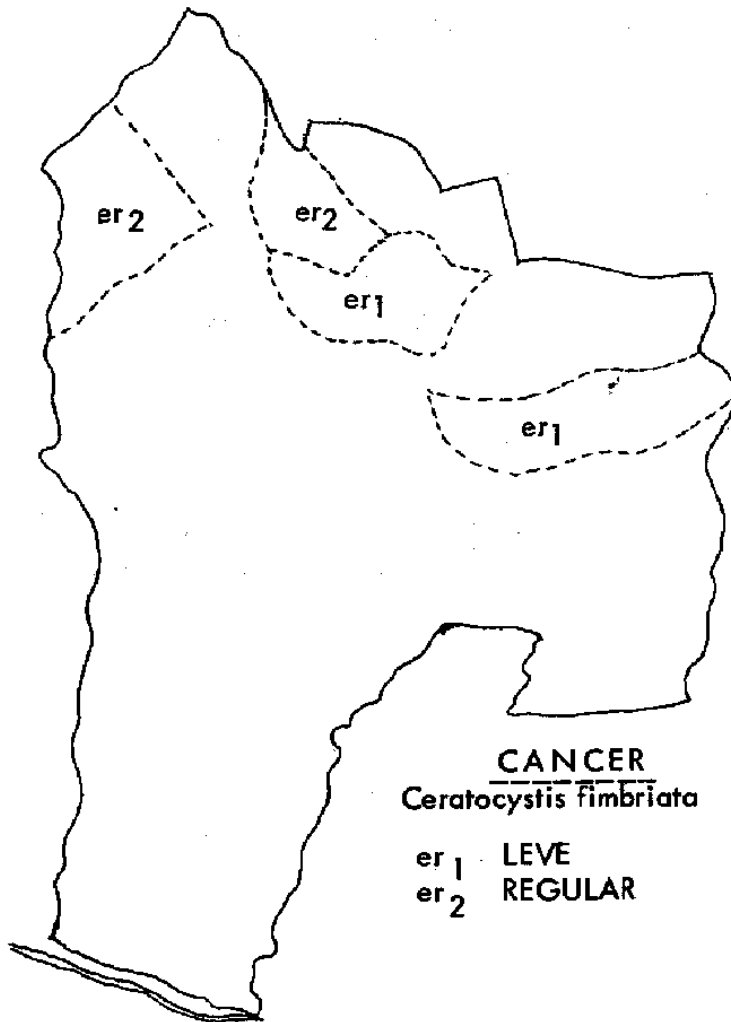 er2
er2
er1
er1
CANCER
Ceratocystis fimbriata
er1 LEVE
er2 REGULAR